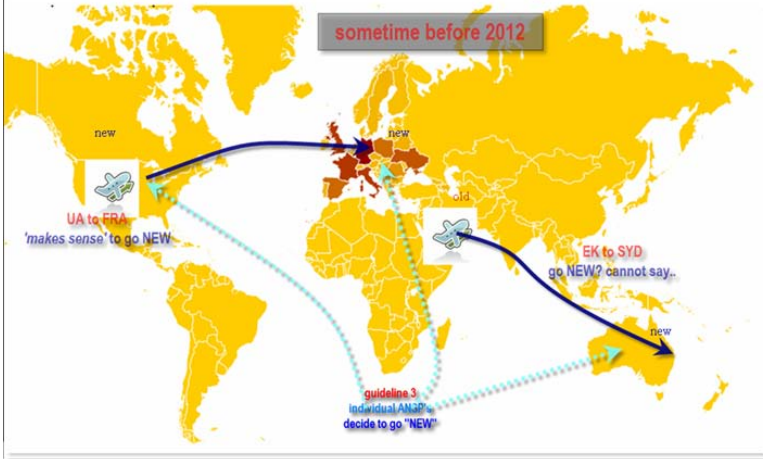 sometime before 2012
new
new
old
UA to FRA
'makes sense' to go NEW
EK to SYD
go NEW? cannot say..
new
guideline 3
individual ANSP's
decide to go "NEW"